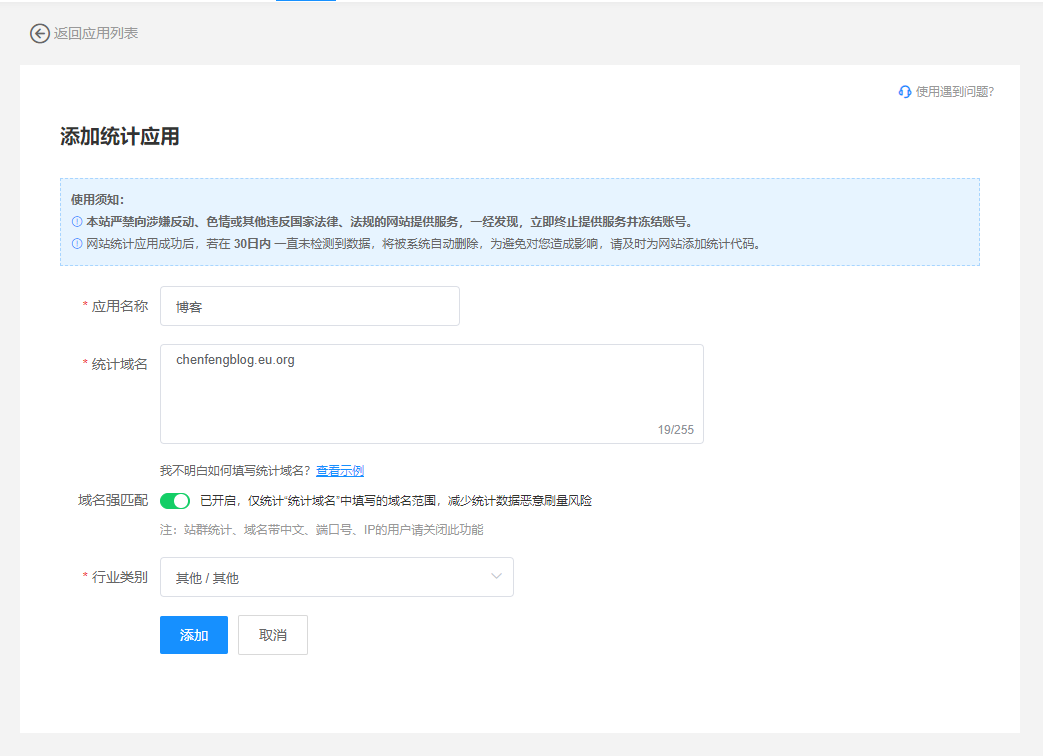 返回应用列表
使用遇到问题?
添加统计应用
使用须知：
本站严禁向涉嫌反动、色情或其他违反国家法律、法规的网站提供服务，一经发现，立即终止提供服务并冻结账号。
网站统计应用成功后，若在 30日内 一直未检测到数据，将被系统自动删除，为避免对您造成影响，请及时为网站添加统计代码。
* 应用名称 博客
* 统计域名 chenfengblog.eu.org
19/255
我不明白如何填写统计域名？ 查看示例
域名强匹配 已开启，仅统计“统计域名”中填写的域名范围，减少统计数据恶意刷量风险
注：站群统计、域名带中文、端口号、IP的用户请关闭此功能
* 行业类别 其他 / 其他
添加 取消